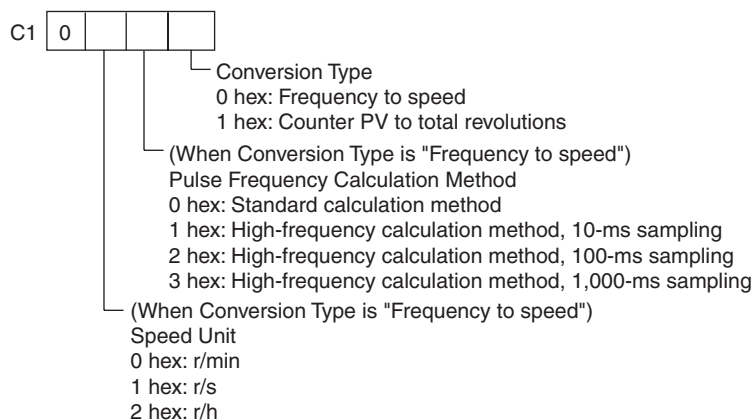 C1 0
Conversion Type
0 hex: Frequency to speed
1 hex: Counter PV to total revolutions
(When Conversion Type is "Frequency to speed")
Pulse Frequency Calculation Method
0 hex: Standard calculation method
1 hex: High-frequency calculation method, 10-ms sampling
2 hex: High-frequency calculation method, 100-ms sampling
3 hex: High-frequency calculation method, 1,000-ms sampling
(When Conversion Type is "Frequency to speed")
Speed Unit
0 hex: r/min
1 hex: r/s
2 hex: r/h